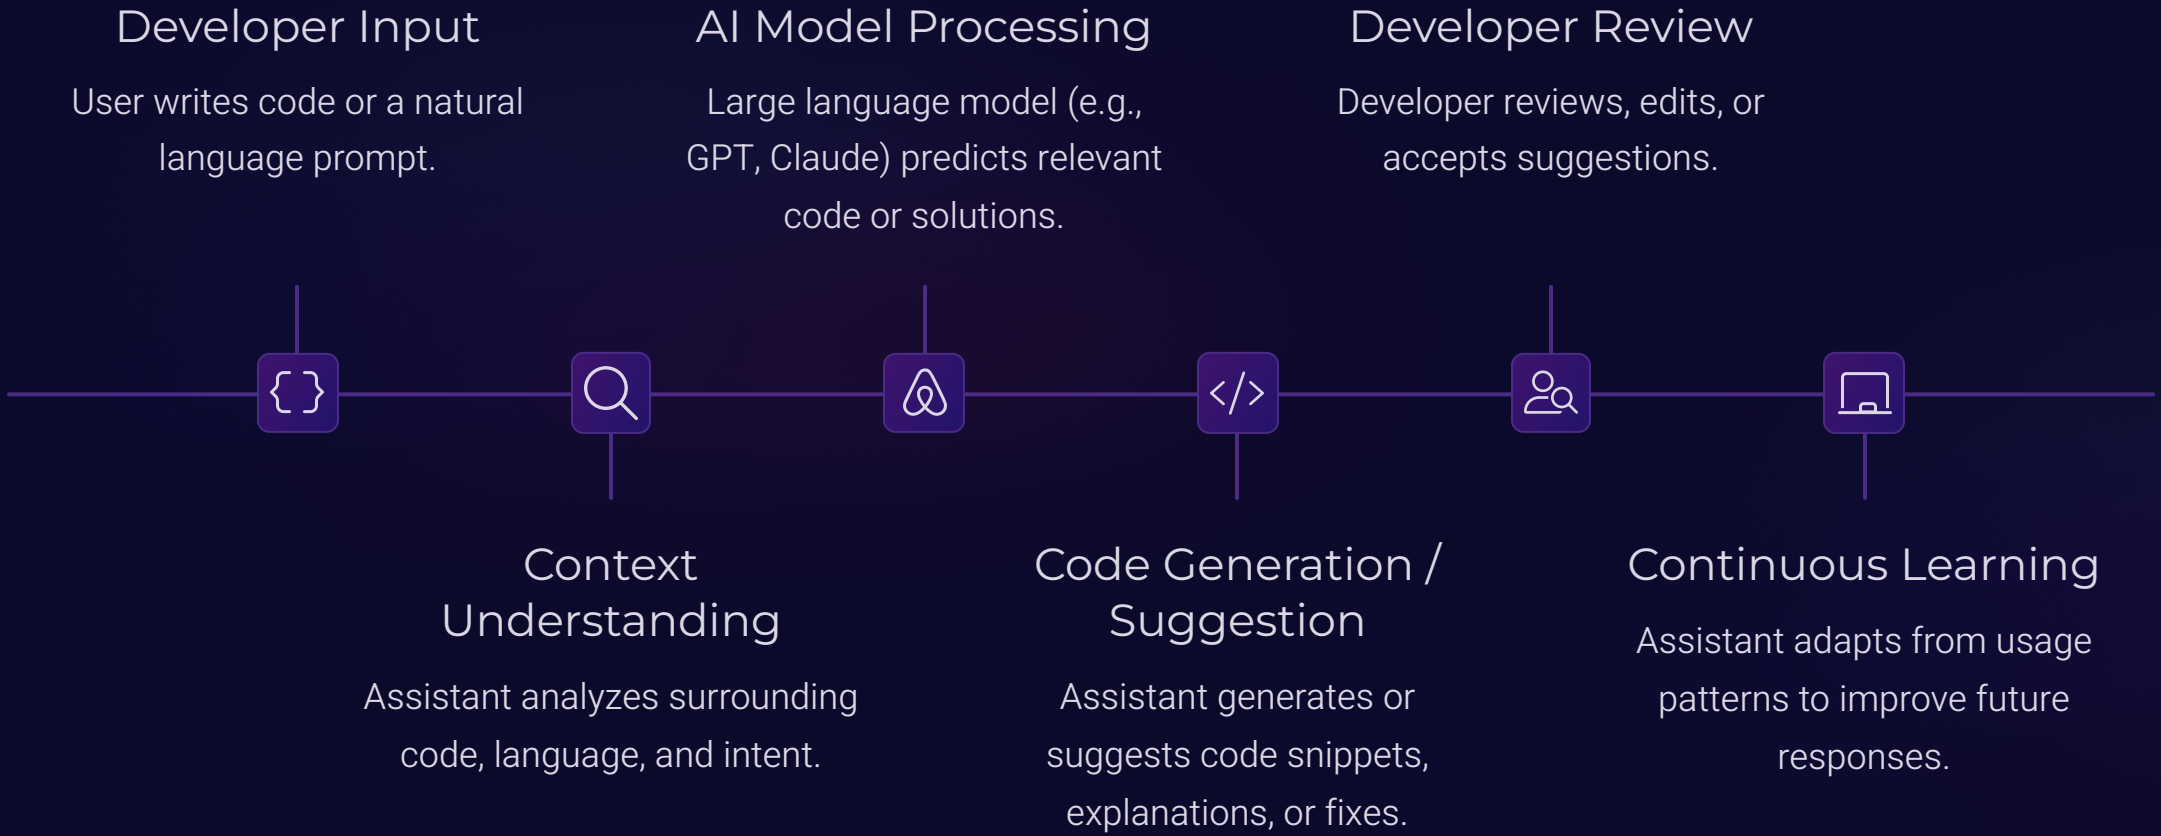 Developer Input
User writes code or a natural
language prompt.
Context
Understanding
Assistant analyzes surrounding
code, language, and intent.
AI Model Processing
Large language model (e.g.,
GPT, Claude) predicts relevant
code or solutions.
Code Generation /
Suggestion
Assistant generates or
suggests code snippets,
explanations, or fixes.
Developer Review
Developer reviews, edits, or
accepts suggestions.
Continuous Learning
Assistant adapts from usage
patterns to improve future
responses.